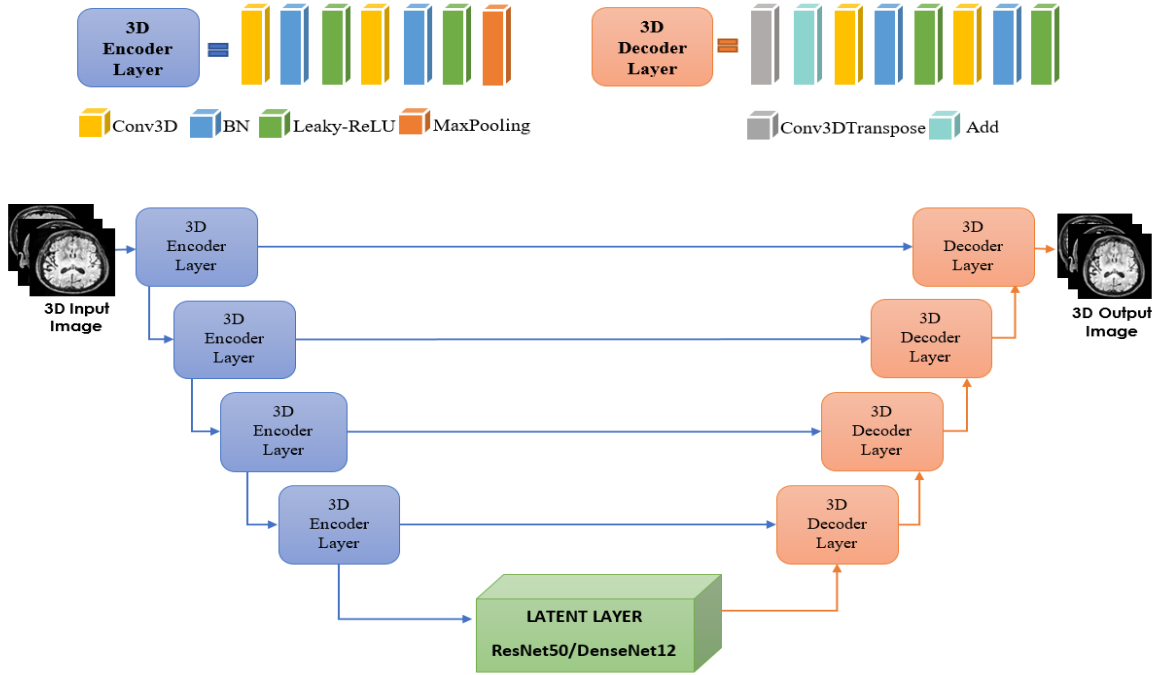 3D
Encoder
Layer
3D
Decoder
Layer
Conv3D
BN
Leaky-ReLU
MaxPooling
Conv3DTranspose
Add
3D
Encoder
Layer
3D
Decoder
Layer
3D Input
Image
3D Output
Image
3D
Encoder
Layer
3D
Decoder
Layer
3D
Encoder
Layer
3D
Decoder
Layer
3D
Encoder
Layer
3D
Decoder
Layer
LATENT LAYER
ResNet50/DenseNet12